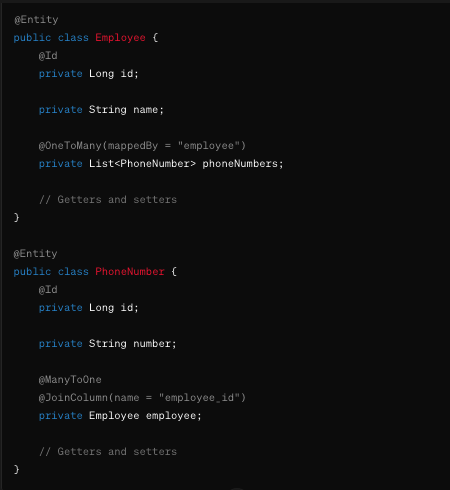 @Entity
public class Employee {
@Id
private Long id;
private String name;
@OneToMany(mappedBy = "employee")
private List<PhoneNumber> phoneNumbers;
// Getters and setters
}
@Entity
public class PhoneNumber {
@Id
private Long id;
private String number;
@ManyToOne
@JoinColumn(name = "employee_id")
private Employee employee;
// Getters and setters
}